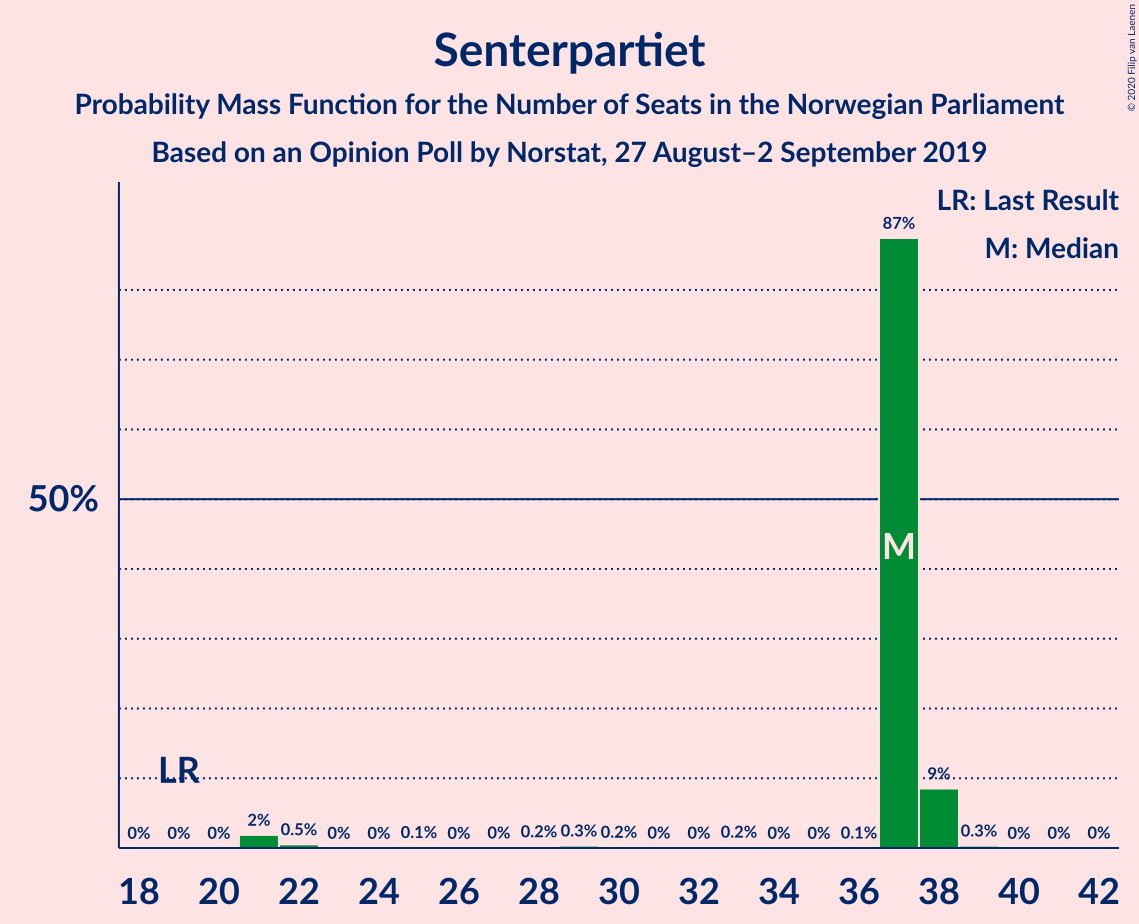 Senterpartiet
Probability Mass Function for the Number of Seats in the Norwegian Parliament
Based on an Opinion Poll by Norstat, 27 August–2 September 2019
© 2020 Filip van Laenen
LR: Last Result
M: Median
87%
50%
M
LR
9%
0% 0% 0% 2% 0.5% 0% 0% 0.1% 0% 0% 0.2% 0.3% 0.2% 0% 0% 0.2% 0% 0% 0.1% 0.3% 0% 0% 0%
18 20 22 24 26 28 30 32 34 36 38 40 42